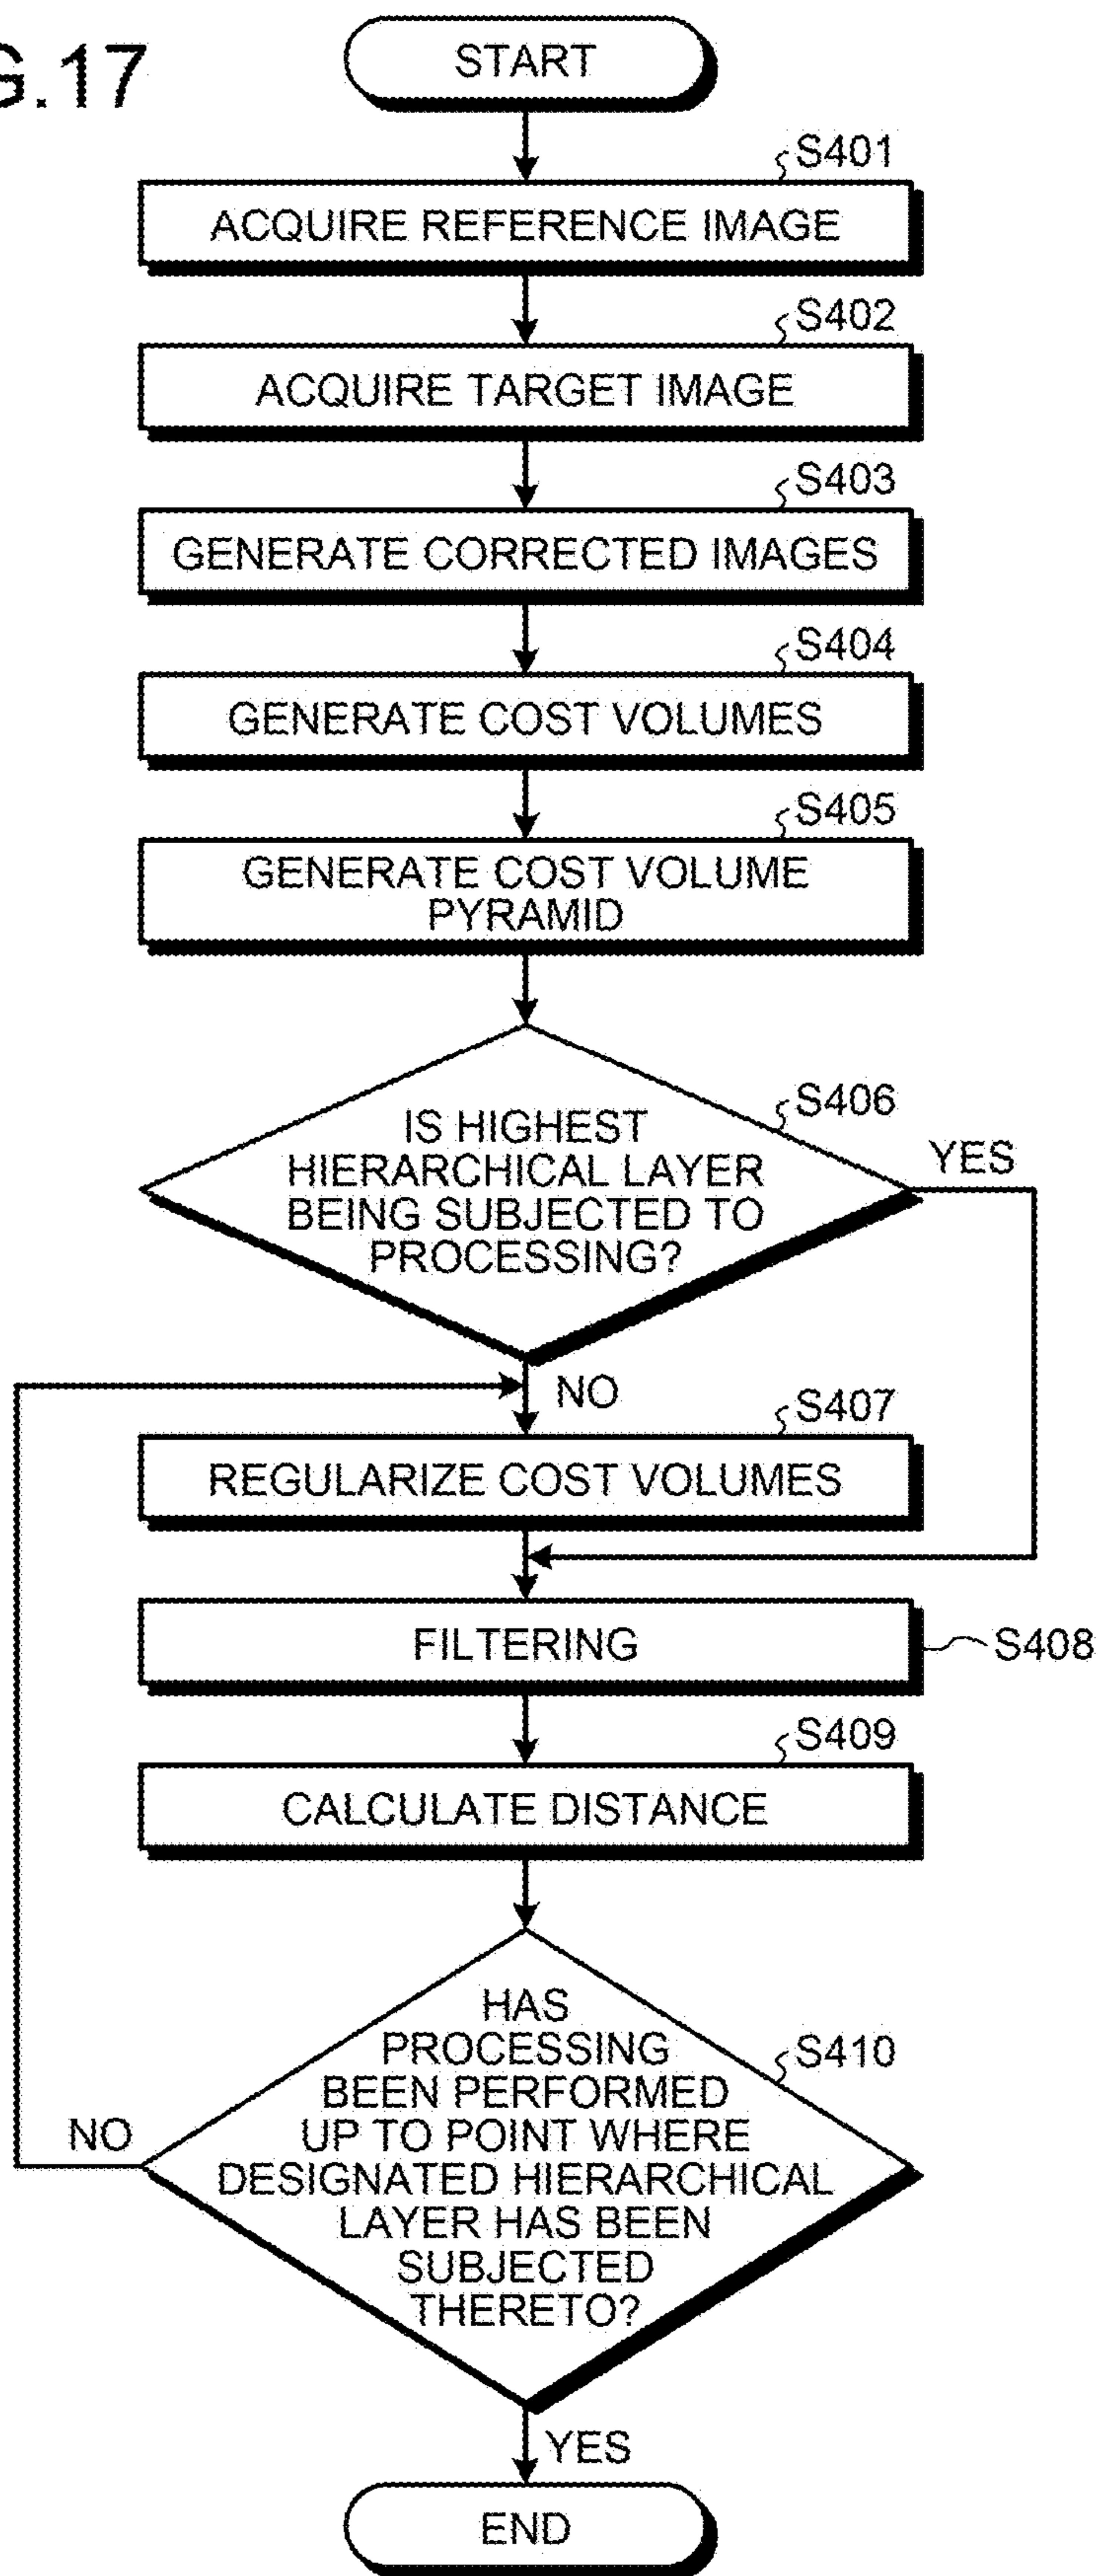 G.17
START
S401
ACQUIRE REFERENCE IMAGE
S402
ACQUIRE TARGET IMAGE
S403
GENERATE CORRECTED IMAGES
S404
GENERATE COST VOLUMES
S405
GENERATE COST VOLUME
PYRAMID
S406
IS HIGHEST
HIERARCHICAL LAYER
BEING SUBJECTED TO
PROCESSING?
YES
NO
S407
REGULARIZE COST VOLUMES
FILTERING
S408
S409
CALCULATE DISTANCE
S410
HAS
PROCESSING
BEEN PERFORMED
UP TO POINT WHERE
DESIGNATED HIERARCHICAL
LAYER HAS BEEN
SUBJECTED
THERETO?
NO
YES
END